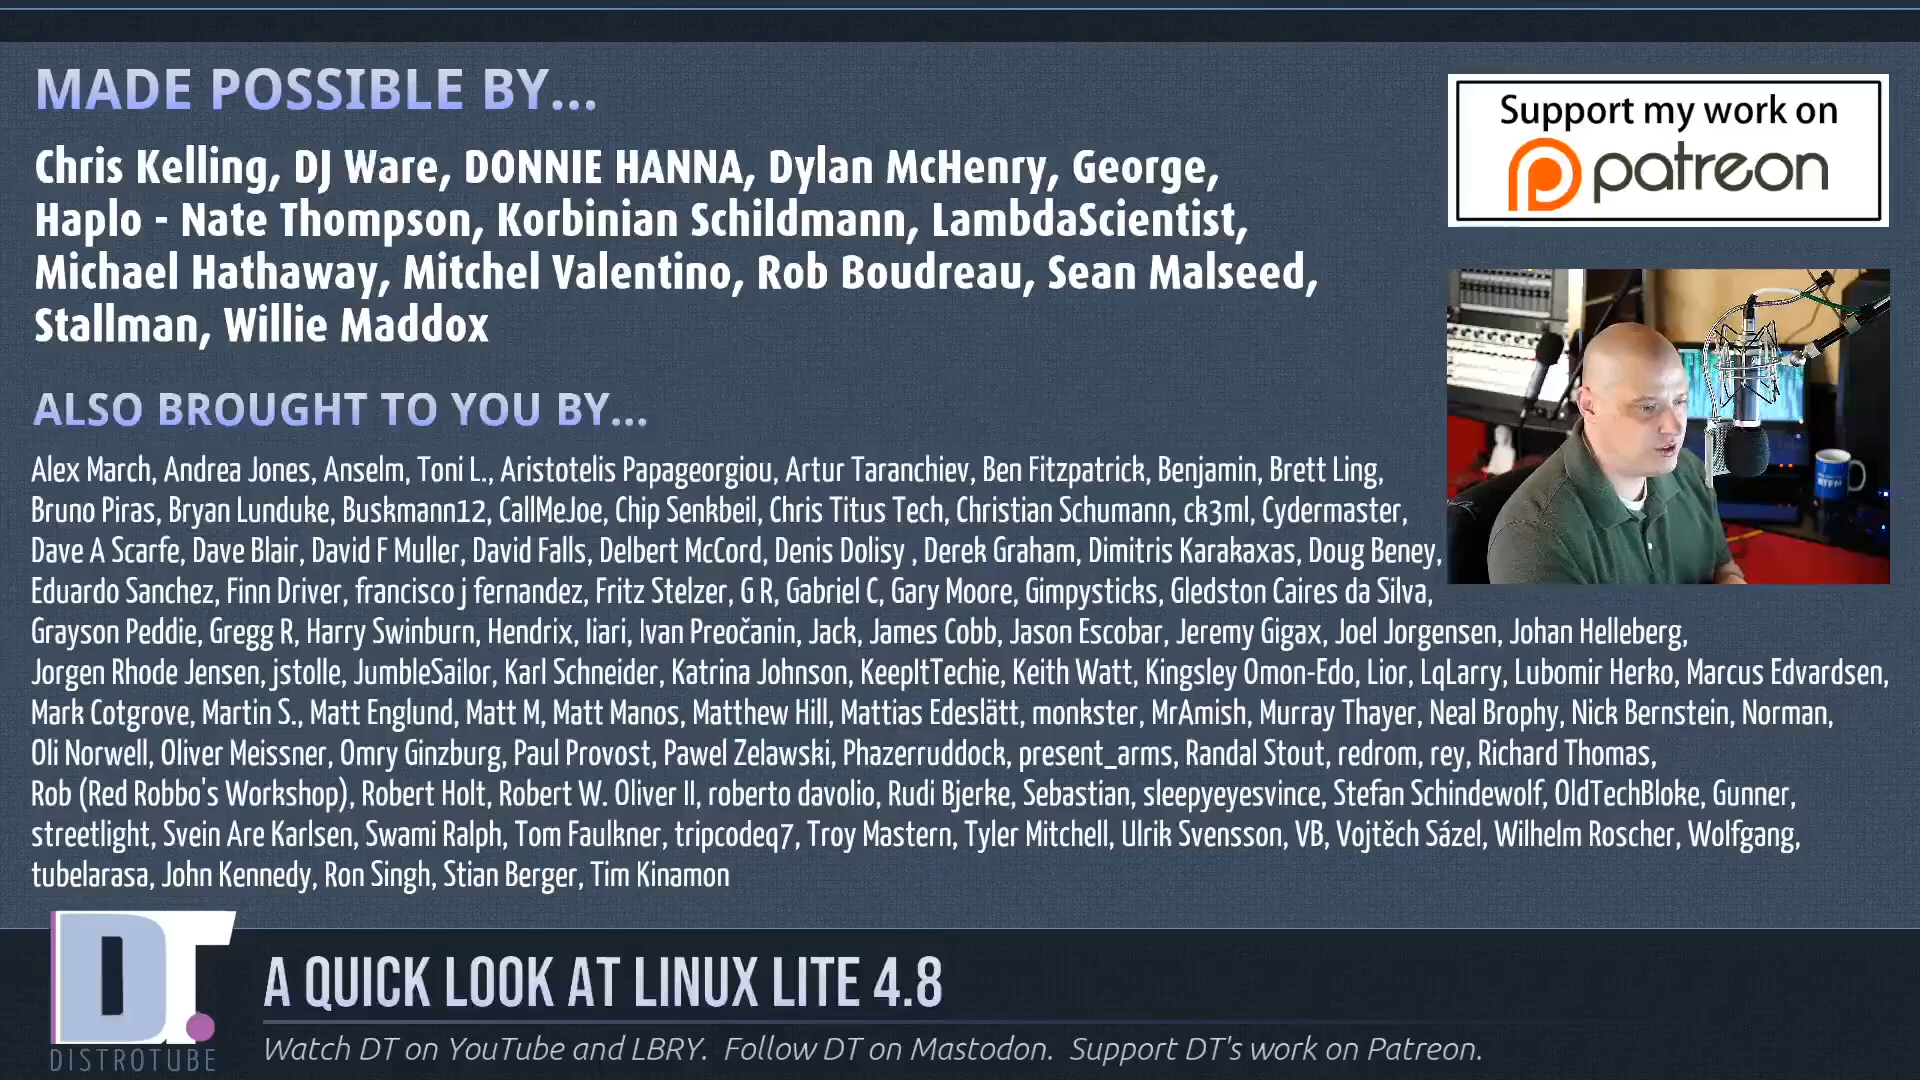 MADE POSSIBLE BY...
Chris Kelling, DJ Ware, DONNIE HANNA, Dylan McHenry, George,
Haplo - Nate Thompson, Korbinian Schildmann, LambdaScientist,
Michael Hathaway, Mitchel Valentino, Rob Boudreau, Sean Malseed,
Stallman, Willie Maddox
Support my work on
patreon
ALSO BROUGHT TO YOU BY...
Alex March, Andrea Jones, Anselm, Toni L., Aristotelis Papageorgiou, Artur Taranchiev, Ben Fitzpatrick, Benjamin, Brett Ling,
Bruno Piras, Bryan Lunduke, Buskmann12, CallMeJoe, Chip Senkbeil, Chris Titus Tech, Christian Schumann, ck3ml, Cydermaster,
Dave A Scarfe, Dave Blair, David F Muller, David Falls, Delbert McCord, Denis Dolisy , Derek Graham, Dimitris Karakaxas, Doug Beney,
Eduardo Sanchez, Finn Driver, francisco j fernandez, Fritz Stelzer, G R, Gabriel C, Gary Moore, Gimpysticks, Gledston Caires da Silva,
Grayson Peddie, Gregg R, Harry Swinburn, Hendrix, Iiari, Ivan Preočanin, Jack, James Cobb, Jason Escobar, Jeremy Gigax, Joel Jorgensen, Johan Helleberg,
Jorgen Rhode Jensen, jstolle, JumbleSailor, Karl Schneider, Katrina Johnson, KeepItTechie, Keith Watt, Kingsley Omon-Edo, Lior, LqLarry, Lubomir Herko, Marcus Edvardsen,
Mark Cotgrove, Martin S., Matt Englund, Matt M, Matt Manos, Matthew Hill, Mattias Edeslätt, monkster, MrAmish, Murray Thayer, Neal Brophy, Nick Bernstein, Norman,
Oli Norwell, Oliver Meissner, Omry Ginzburg, Paul Provost, Pawel Zelawski, Phazerruddock, present_arms, Randal Stout, redrom, rey, Richard Thomas,
Rob (Red Robbo's Workshop), Robert Holt, Robert W. Oliver II, roberto davolio, Rudi Bjerke, Sebastian, sleepyeyesvince, Stefan Schindewolf, OldTechBloke, Gunner,
streetlight, Svein Are Karlsen, Swami Ralph, Tom Faulkner, tripcodeq7, Troy Mastern, Tyler Mitchell, Ulrik Svensson, VB, Vojtěch Sázel, Wilhelm Roscher, Wolfgang,
tubelarasa, John Kennedy, Ron Singh, Stian Berger, Tim Kinamon
DT
DISTROTUBE
A QUICK LOOK AT LINUX LITE 4.8
Watch DT on YouTube and LBRY. Follow DT on Mastodon. Support DT's work on Patreon.